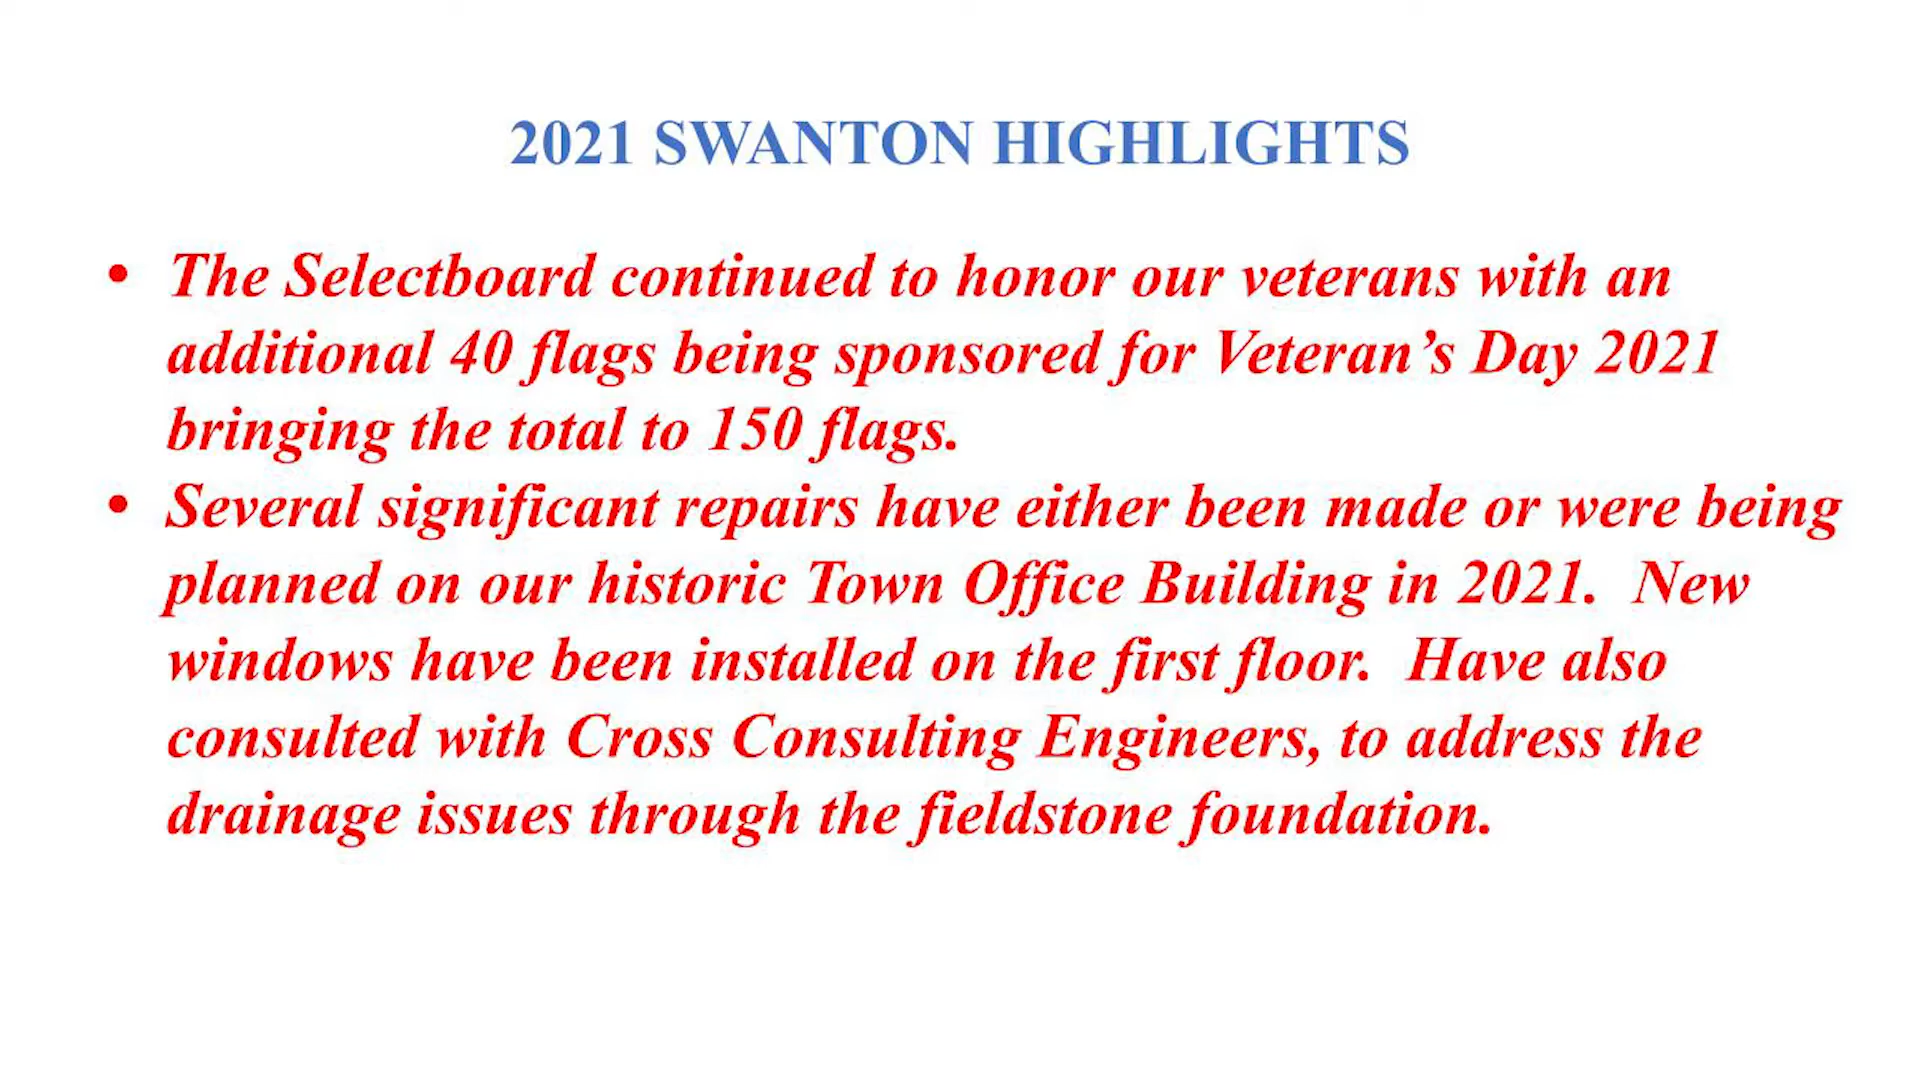 2021 SWANTON HIGHLIGHTS
• The Selectboard continued to honor our veterans with an
additional 40 flags being sponsored for Veteran’s Day 2021
bringing the total to 150 flags.
• Several significant repairs have either been made or were being
planned on our historic Town Office Building in 2021.  New
windows have been installed on the first floor.  Have also
consulted with Cross Consulting Engineers, to address the
drainage issues through the fieldstone foundation.